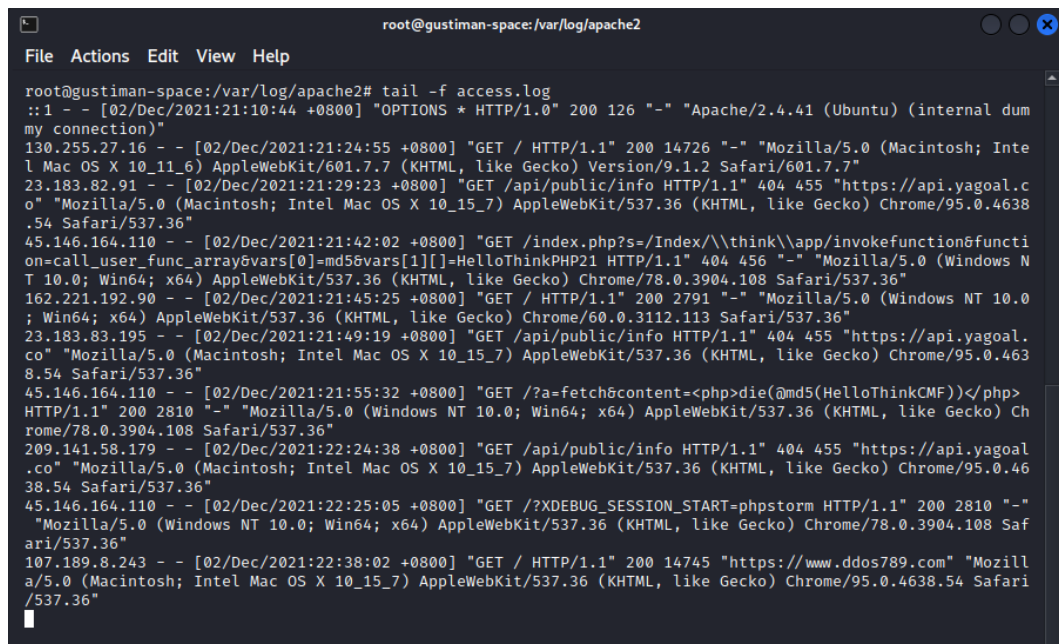 root@gustiman-space:/var/log/apache2
File Actions Edit View Help
root@gustiman-space:/var/log/apache2# tail -f access.log
::1 - - [02/Dec/2021:21:10:44 +0800] "OPTIONS * HTTP/1.0" 200 126 "-" "Apache/2.4.41 (Ubuntu) (internal dum
my connection)"
130.255.27.16 - - [02/Dec/2021:21:24:55 +0800] "GET / HTTP/1.1" 200 14726 "-" "Mozilla/5.0 (Macintosh; Inte
l Mac OS X 10_11_6) AppleWebKit/601.7.7 (KHTML, like Gecko) Version/9.1.2 Safari/601.7.7"
23.183.82.91 - - [02/Dec/2021:21:29:23 +0800] "GET /api/public/info HTTP/1.1" 404 455 "https://api.yagoal.c
o" "Mozilla/5.0 (Macintosh; Intel Mac OS X 10_15_7) AppleWebKit/537.36 (KHTML, like Gecko) Chrome/95.0.4638
.54 Safari/537.36"
45.146.164.110 - - [02/Dec/2021:21:42:02 +0800] "GET /index.php?s=/Index/\\think\\app/invokefunction&functi
on=call_user_func_array&vars[0]=md5&vars[1][]=HelloThinkPHP21 HTTP/1.1" 404 456 "-" "Mozilla/5.0 (Windows N
T 10.0; Win64; x64) AppleWebKit/537.36 (KHTML, like Gecko) Chrome/78.0.3904.108 Safari/537.36"
162.221.192.90 - - [02/Dec/2021:21:45:25 +0800] "GET / HTTP/1.1" 200 2791 "-" "Mozilla/5.0 (Windows NT 10.0
; Win64; x64) AppleWebKit/537.36 (KHTML, like Gecko) Chrome/60.0.3112.113 Safari/537.36"
23.183.83.195 - - [02/Dec/2021:21:49:19 +0800] "GET /api/public/info HTTP/1.1" 404 455 "https://api.yagoal.
co" "Mozilla/5.0 (Macintosh; Intel Mac OS X 10_15_7) AppleWebKit/537.36 (KHTML, like Gecko) Chrome/95.0.463
8.54 Safari/537.36"
45.146.164.110 - - [02/Dec/2021:21:55:32 +0800] "GET /?a=fetch&content=<php>die(@md5(HelloThinkCMF))</php>
HTTP/1.1" 200 2810 "-" "Mozilla/5.0 (Windows NT 10.0; Win64; x64) AppleWebKit/537.36 (KHTML, like Gecko) Ch
rome/78.0.3904.108 Safari/537.36"
209.141.58.179 - - [02/Dec/2021:22:24:38 +0800] "GET /api/public/info HTTP/1.1" 404 455 "https://api.yagoal
.co" "Mozilla/5.0 (Macintosh; Intel Mac OS X 10_15_7) AppleWebKit/537.36 (KHTML, like Gecko) Chrome/95.0.46
38.54 Safari/537.36"
45.146.164.110 - - [02/Dec/2021:22:25:05 +0800] "GET /?XDEBUG_SESSION_START=phpstorm HTTP/1.1" 200 2810 "-"
 "Mozilla/5.0 (Windows NT 10.0; Win64; x64) AppleWebKit/537.36 (KHTML, like Gecko) Chrome/78.0.3904.108 Saf
ari/537.36"
107.189.8.243 - - [02/Dec/2021:22:38:02 +0800] "GET / HTTP/1.1" 200 14745 "https://www.ddos789.com" "Mozill
a/5.0 (Macintosh; Intel Mac OS X 10_15_7) AppleWebKit/537.36 (KHTML, like Gecko) Chrome/95.0.4638.54 Safari
/537.36"